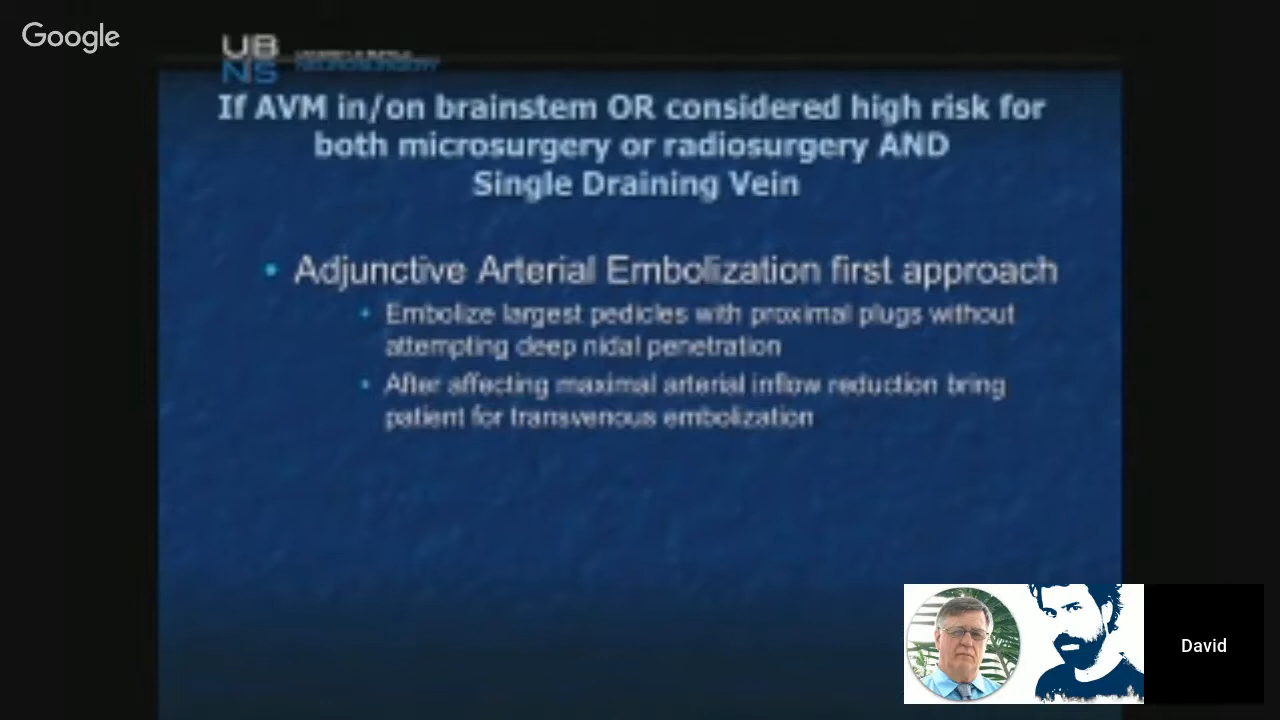 Google
UB
NS
NEUROSURGERY
If AVM in/on brainstem OR considered high risk for
both microsurgery or radiosurgery AND
Single Draining Vein
• Adjunctive Arterial Embolization first approach
• Embolize largest pedicles with proximal plugs without
attempting deep nidal penetration
• After affecting maximal arterial inflow reduction bring
patient for transvenous embolization
David